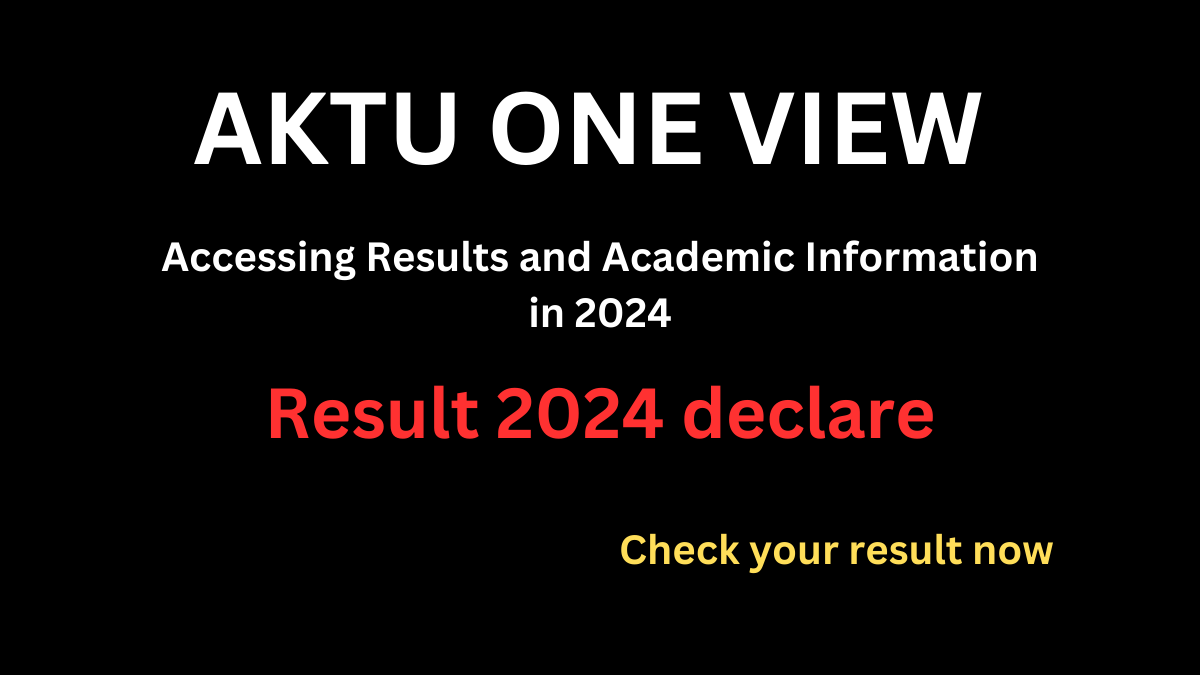 AKTU ONE VIEW
Accessing Results and Academic Information
in 2024
Result 2024 declare
Check your result now